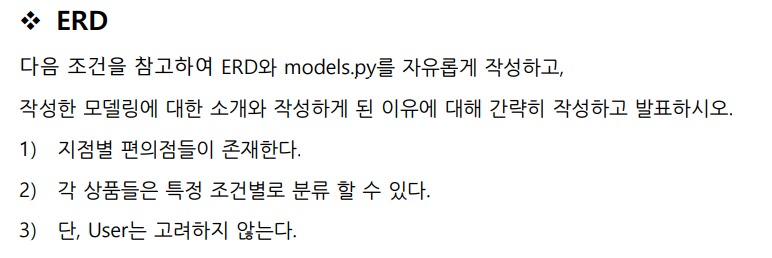 ❖ ERD
다음 조건을 참고하여 ERD와 models.py를 자유롭게 작성하고,
작성한 모델링에 대한 소개와 작성하게 된 이유에 대해 간략히 작성하고 발표하시오.
1) 지점별 편의점들이 존재한다.
2) 각 상품들은 특정 조건별로 분류 할 수 있다.
3) 단, User는 고려하지 않는다.